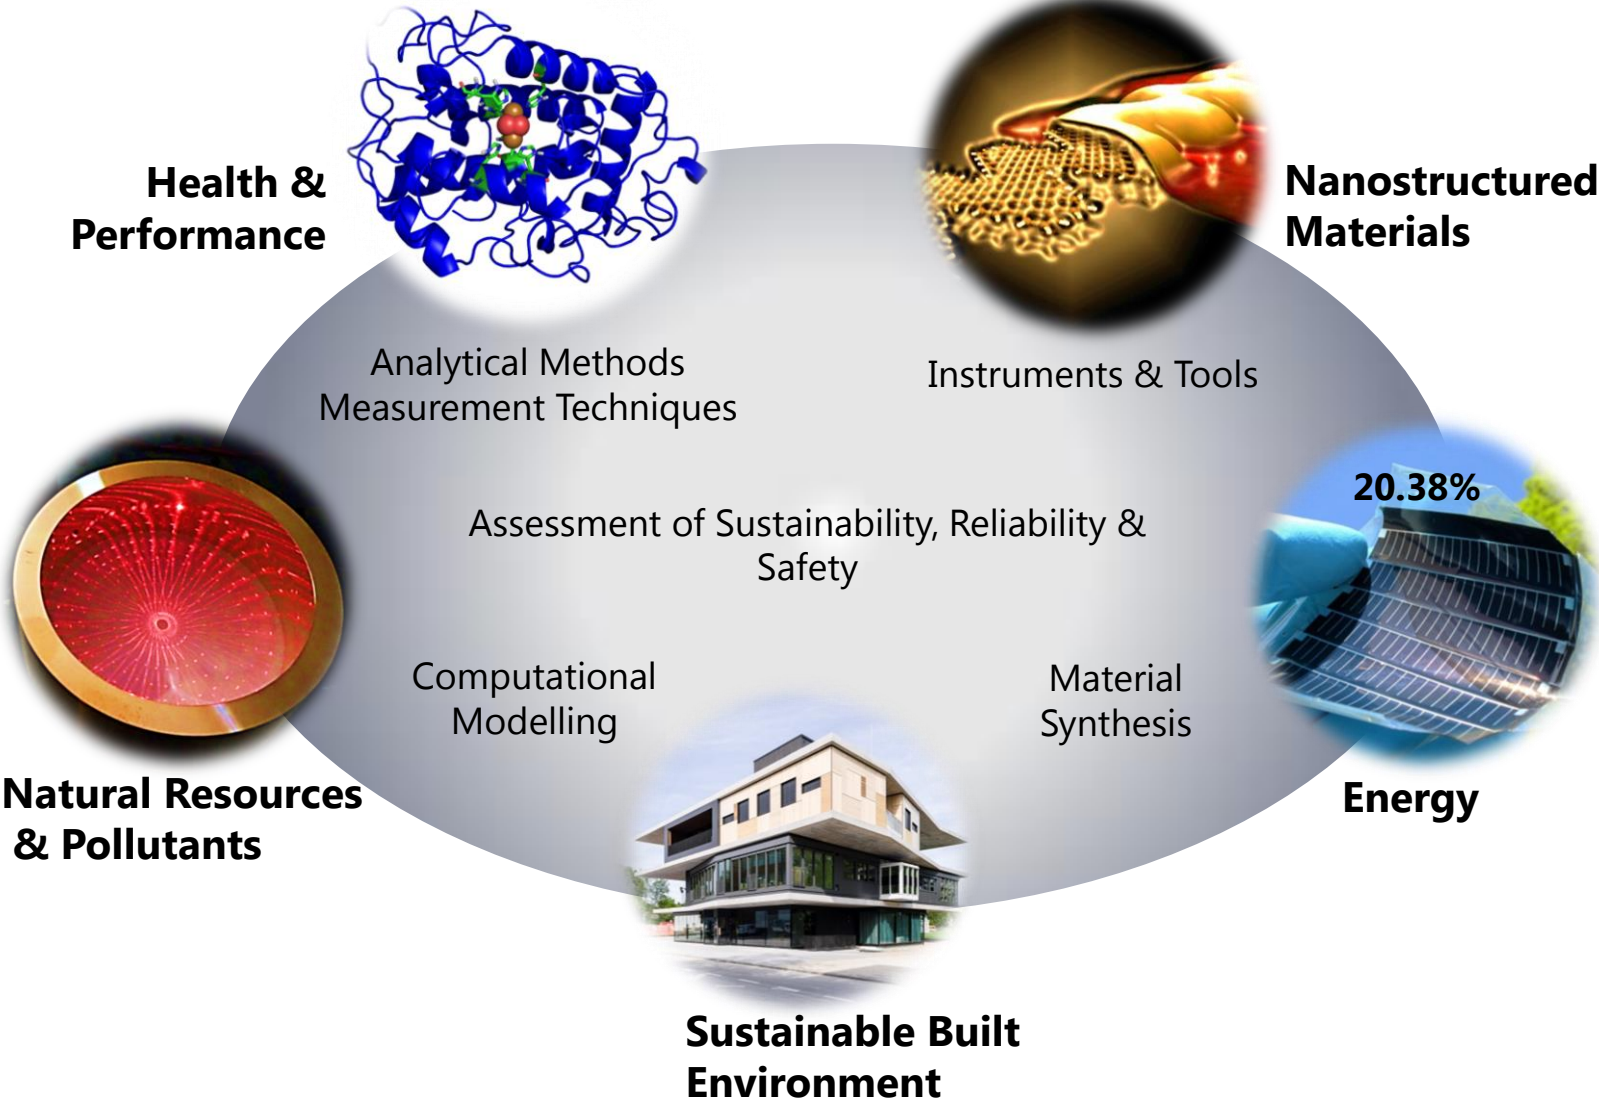 Health &
Performance
Nanostructured
Materials
Analytical Methods
Measurement Techniques
Instruments & Tools
20.38%
Assessment of Sustainability, Reliability &
Safety
Computational
Modelling
Material
Synthesis
Natural Resources
& Pollutants
Energy
Sustainable Built
Environment